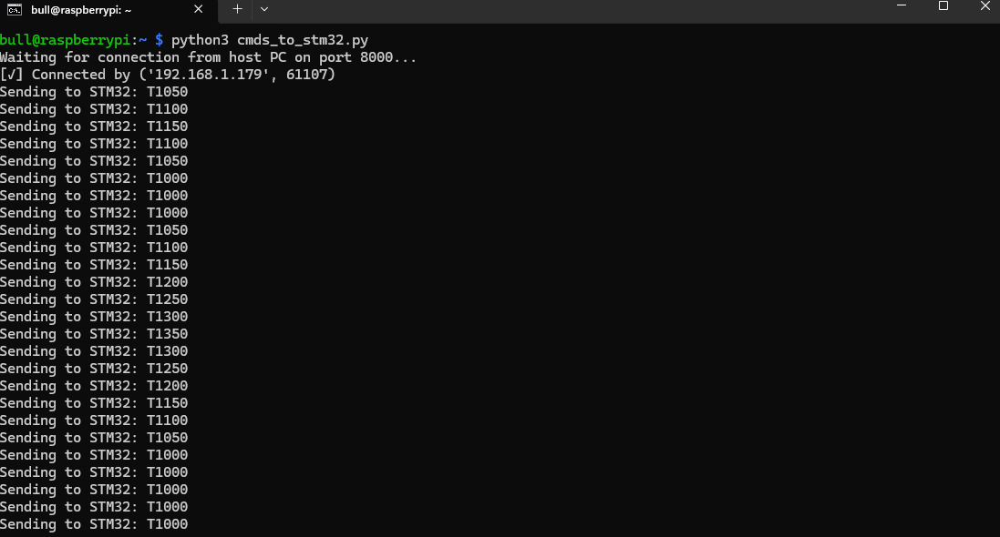 bull@raspberrypi: ~
bull@raspberrypi:~ $ python3 cmds_to_stm32.py
Waiting for connection from host PC on port 8000...
[√] Connected by ('192.168.1.179', 61107)
Sending to STM32: T1050
Sending to STM32: T1100
Sending to STM32: T1150
Sending to STM32: T1100
Sending to STM32: T1050
Sending to STM32: T1000
Sending to STM32: T1000
Sending to STM32: T1000
Sending to STM32: T1050
Sending to STM32: T1100
Sending to STM32: T1150
Sending to STM32: T1200
Sending to STM32: T1250
Sending to STM32: T1300
Sending to STM32: T1350
Sending to STM32: T1300
Sending to STM32: T1250
Sending to STM32: T1200
Sending to STM32: T1150
Sending to STM32: T1100
Sending to STM32: T1050
Sending to STM32: T1000
Sending to STM32: T1000
Sending to STM32: T1000
Sending to STM32: T1000
Sending to STM32: T1000